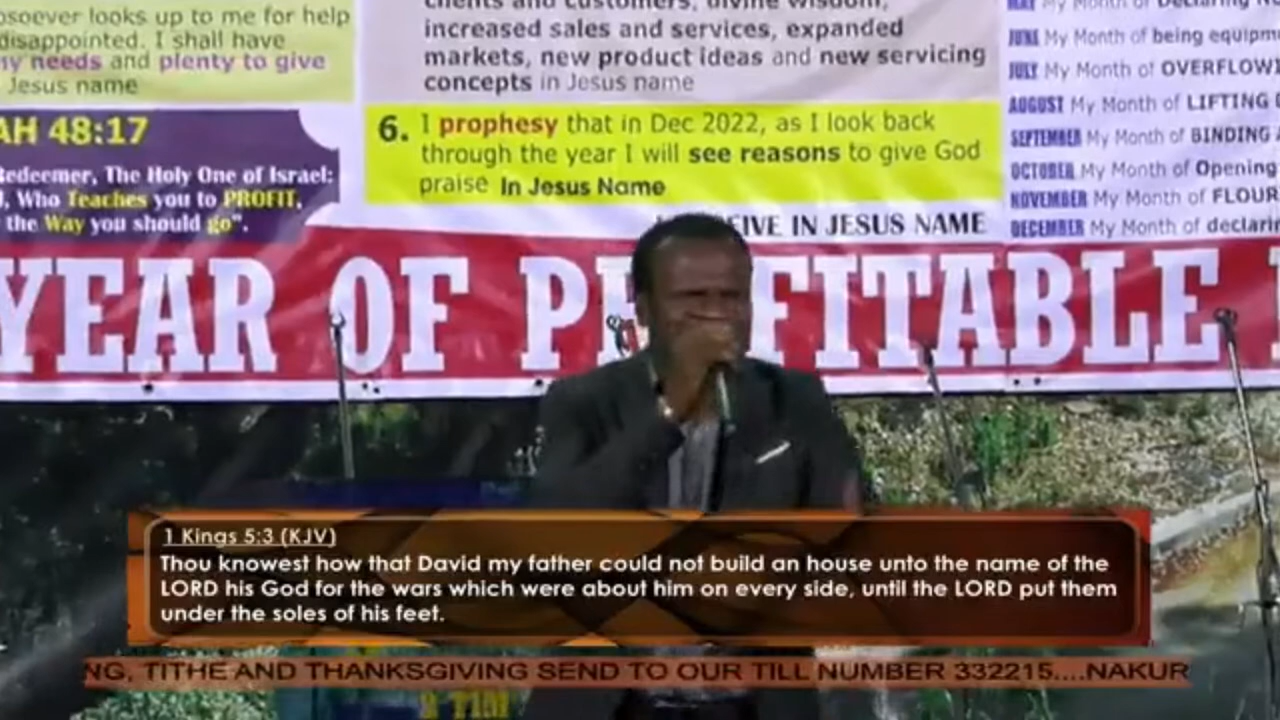 osoever looks up to me for help
disappointed. I shall have
my needs and plenty to give
Jesus name
AH 48:17
Redeemer, The Holy One of Israel:
, Who Teaches you to PROFIT,
the Way you should go".
clients and customers, divine wisdom,
increased sales and services, expanded
markets, new product ideas and new servicing
concepts in Jesus name
6. I prophesy that in Dec 2022, as I look back
through the year I will see reasons to give God
praise In Jesus Name
EIVE IN JESUS NAME
MAY My Month of Declaring
JUNE My Month of being equipm
JULY My Month of OVERFLOWI
AUGUST My Month of LIFTING
SEPTEMBER My Month of BINDING
OCTOBER My Month of Opening
NOVEMBER My Month of FLOUR
DECEMBER My Month of declarin
YEAR OF PROFITABLE
1 Kings 5:3 (KJV)
Thou knowest how that David my father could not build an house unto the name of the
LORD his God for the wars which were about him on every side, until the LORD put them
under the soles of his feet.
NG, TITHE AND THANKSGIVING SEND TO OUR TILL NUMBER 332215....NAKUR
2 TIM